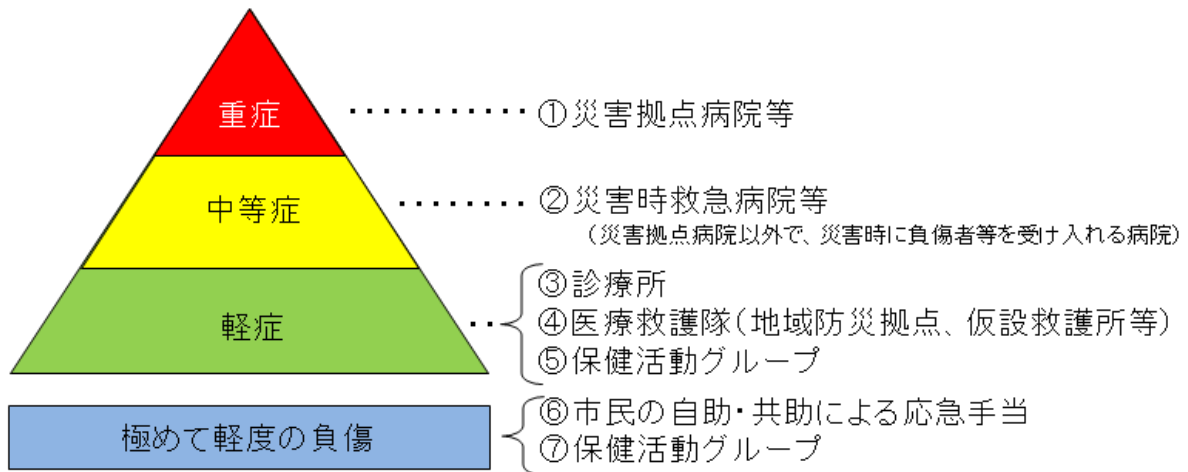 重症
・・・・・・・・・・・ ①災害拠点病院等
中等症
・・・・・・・・ ②災害時救急病院等
（災害拠点病院以外で、災害時に負傷者等を受け入れる病院）
軽症
・・
③診療所
④医療救護隊（地域防災拠点、仮設救護所等）
⑤保健活動グループ
極めて軽度の負傷
⑥市民の自助・共助による応急手当
⑦保健活動グループ